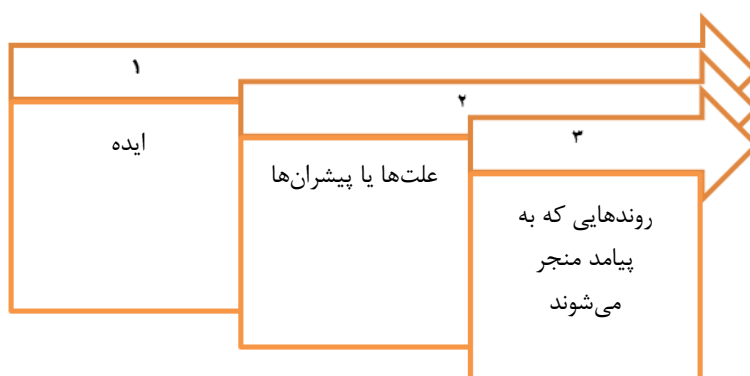 ۱
ایده
۲
علت‌ها یا پیشران‌ها
۳
روندهایی که به
پیامد منجر
می‌شوند